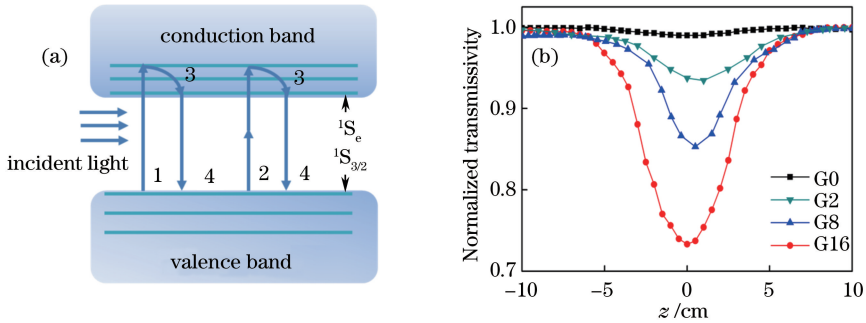 (a)
conduction band
3
3
incident light
1
4
2
4
¹Sₑ
¹S₃/₂
valence band
(b)
Normalized transmissivity
1.0
0.9
0.8
0.7
G0
G2
G8
G16
−10
−5
0
5
10
z /cm